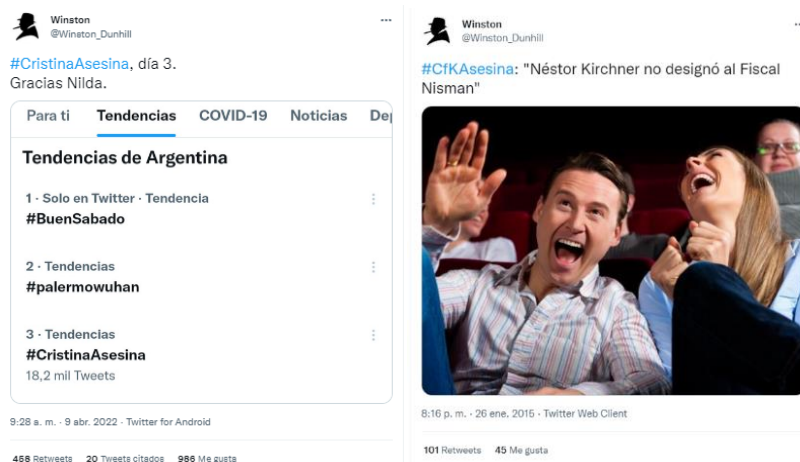 Winston
@Winston_Dunhill
#CristinaAsesina, día 3.
Gracias Nilda.
Para ti Tendencias COVID-19 Noticias Dep
Tendencias de Argentina
1 · Solo en Twitter · Tendencia
#BuenSabado
2 · Tendencias
#palermowuhan
3 · Tendencias
#CristinaAsesina
18,2 mil Tweets
9:28 a. m. · 9 abr. 2022 · Twitter for Android
458 Retweets 20 Tweets citados 986 Me gusta
Winston
@Winston_Dunhill
#CfKAsesina: "Néstor Kirchner no designó al Fiscal
Nisman"
8:16 p. m. · 26 ene. 2015 · Twitter Web Client
101 Retweets 45 Me gusta